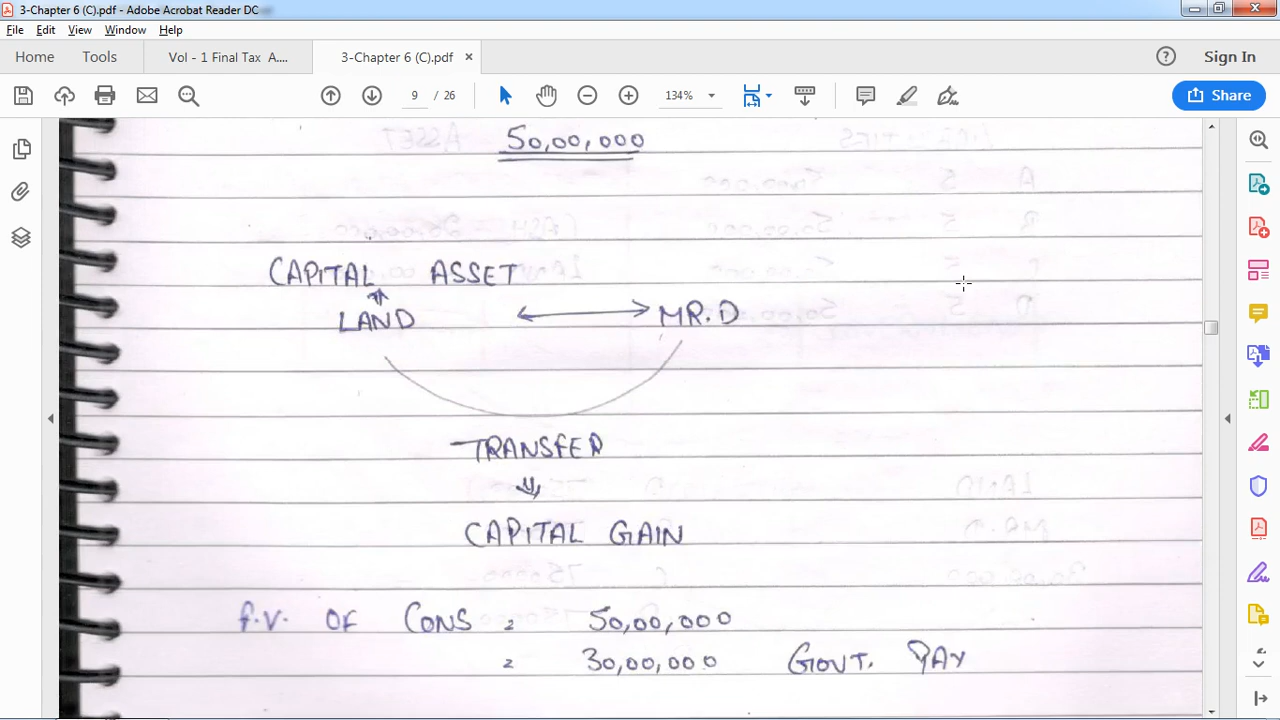 3-Chapter 6 (C).pdf - Adobe Acrobat Reader DC
File Edit View Window Help
Home Tools Vol - 1 Final Tax A.... 3-Chapter 6 (C).pdf × Sign In
9 / 26 134% Share
50,00,000
CAPITAL ASSET
LAND MR.D
TRANSFER
CAPITAL GAIN
F.V. OF CONS = 50,00,000
= 30,00,000 GOVT.